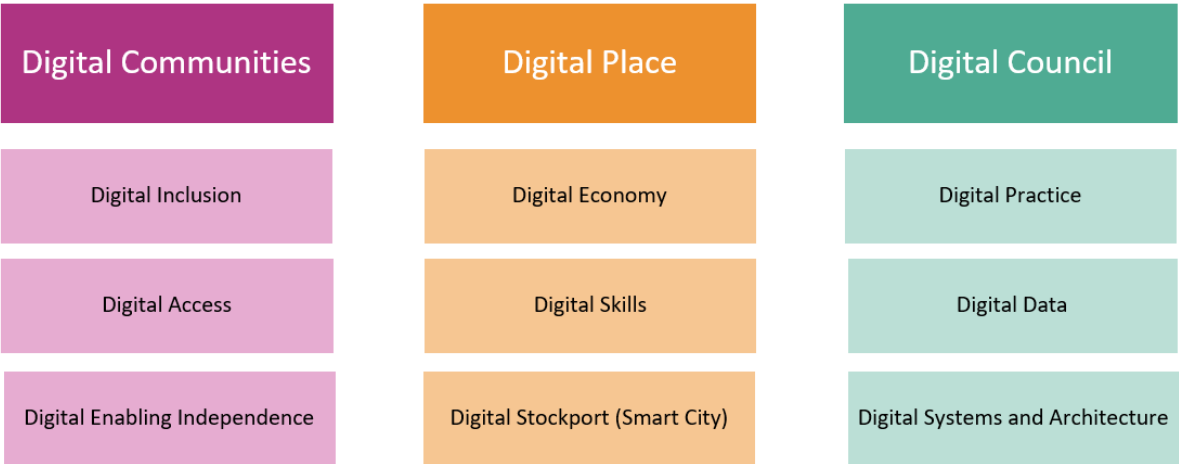 Digital Communities
Digital Place
Digital Council
Digital Inclusion
Digital Economy
Digital Practice
Digital Access
Digital Skills
Digital Data
Digital Enabling Independence
Digital Stockport (Smart City)
Digital Systems and Architecture